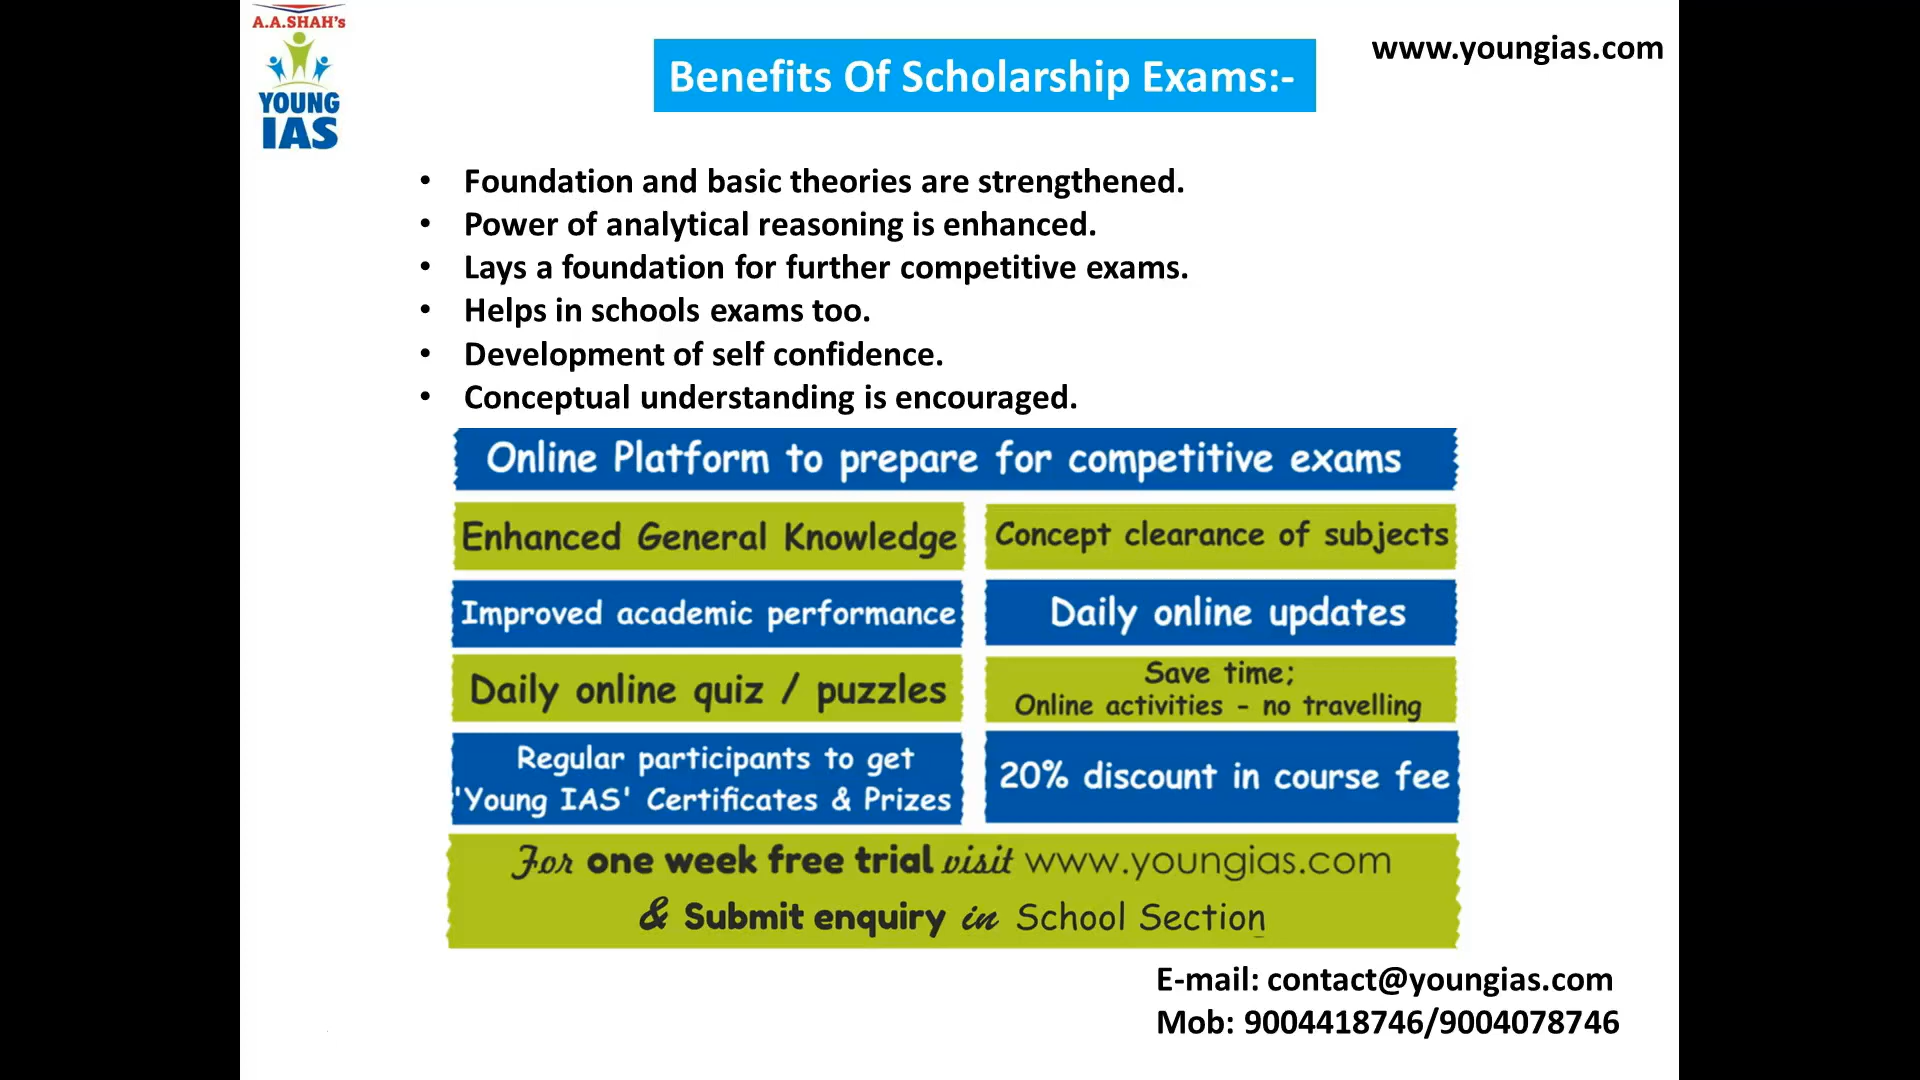 A.A.SHAH's
YOUNG
IAS
www.youngias.com
Benefits Of Scholarship Exams:-
• Foundation and basic theories are strengthened.
• Power of analytical reasoning is enhanced.
• Lays a foundation for further competitive exams.
• Helps in schools exams too.
• Development of self confidence.
• Conceptual understanding is encouraged.
Online Platform to prepare for competitive exams
Enhanced General Knowledge
Concept clearance of subjects
Improved academic performance
Daily online updates
Daily online quiz / puzzles
Save time;
Online activities - no travelling
Regular participants to get
'Young IAS' Certificates & Prizes
20% discount in course fee
For one week free trial visit www.youngias.com
& Submit enquiry in School Section
E-mail: contact@youngias.com
Mob: 9004418746/9004078746